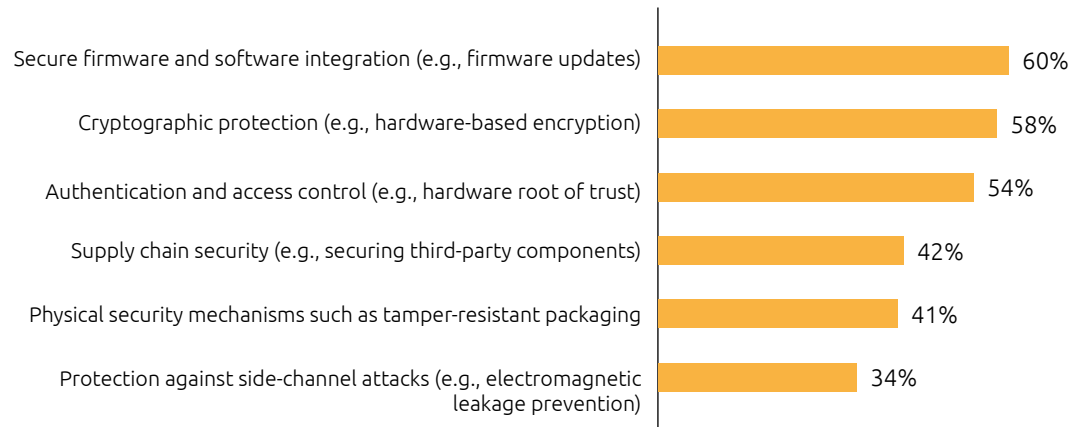 Secure firmware and software integration (e.g., firmware updates) 60%
Cryptographic protection (e.g., hardware-based encryption) 58%
Authentication and access control (e.g., hardware root of trust) 54%
Supply chain security (e.g., securing third-party components) 42%
Physical security mechanisms such as tamper-resistant packaging 41%
Protection against side-channel attacks (e.g., electromagnetic
leakage prevention) 34%